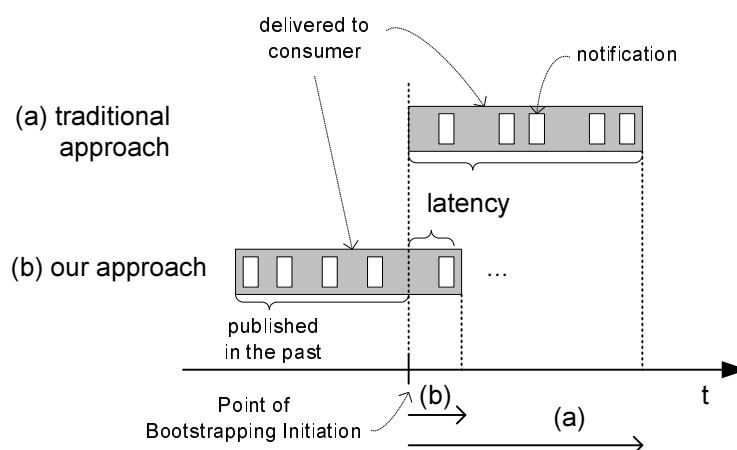 delivered to
consumer
notification
(a) traditional
approach
latency
(b) our approach
...
published
in the past
t
Point of
Bootstrapping Initiation
(b)
(a)